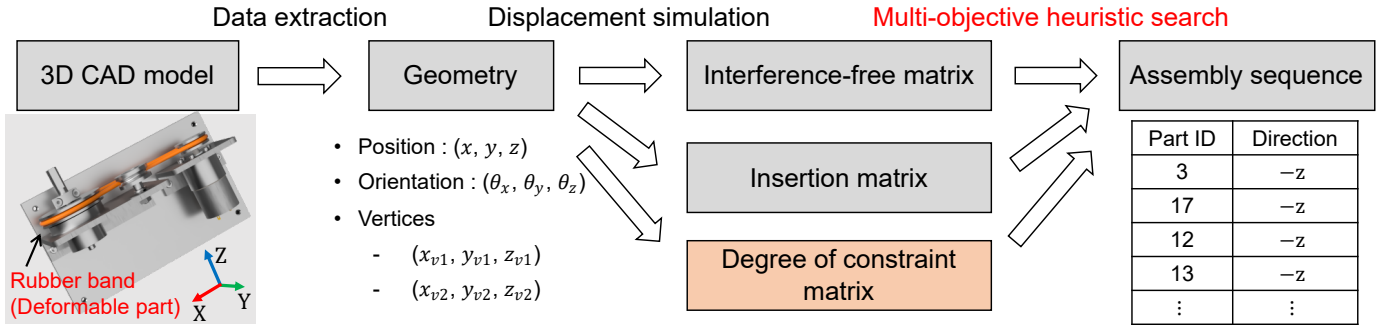 Data extraction
Displacement simulation
Multi-objective heuristic search
3D CAD model
Geometry
Interference-free matrix
Assembly sequence
• Position : (x, y, z)
• Orientation : (θx, θy, θz)
• Vertices
- (xv1, yv1, zv1)
- (xv2, yv2, zv2)
Insertion matrix
Degree of constraint
matrix
Rubber band
(Deformable part)
Z
X
Y
Part ID Direction
3 −z
17 −z
12 −z
13 −z
⋮ ⋮